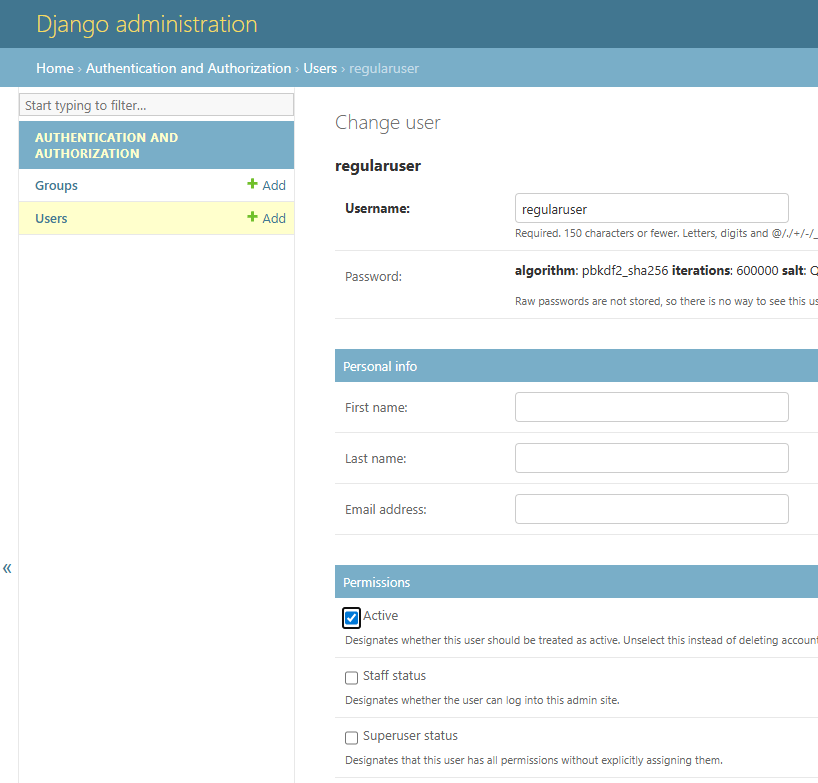 Django administration
Home › Authentication and Authorization › Users › regularuser
Start typing to filter...
AUTHENTICATION AND
AUTHORIZATION
Groups + Add
Users + Add
«
Change user
regularuser
Username: regularuser
Required. 150 characters or fewer. Letters, digits and @/./+/-/_
Password: algorithm: pbkdf2_sha256 iterations: 600000 salt: Q
Raw passwords are not stored, so there is no way to see this us
Personal info
First name:
Last name:
Email address:
Permissions
Active
Designates whether this user should be treated as active. Unselect this instead of deleting account
Staff status
Designates whether the user can log into this admin site.
Superuser status
Designates that this user has all permissions without explicitly assigning them.